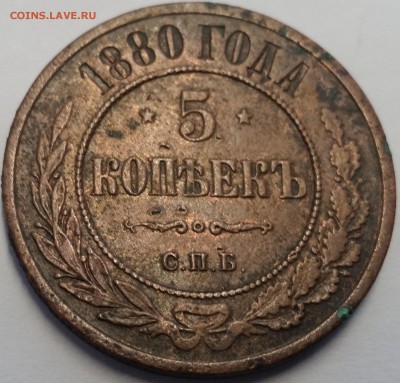 COINS.LAVE.RU
1880 ГОДА
5
КОПѢЕКЪ
С.П.Б.